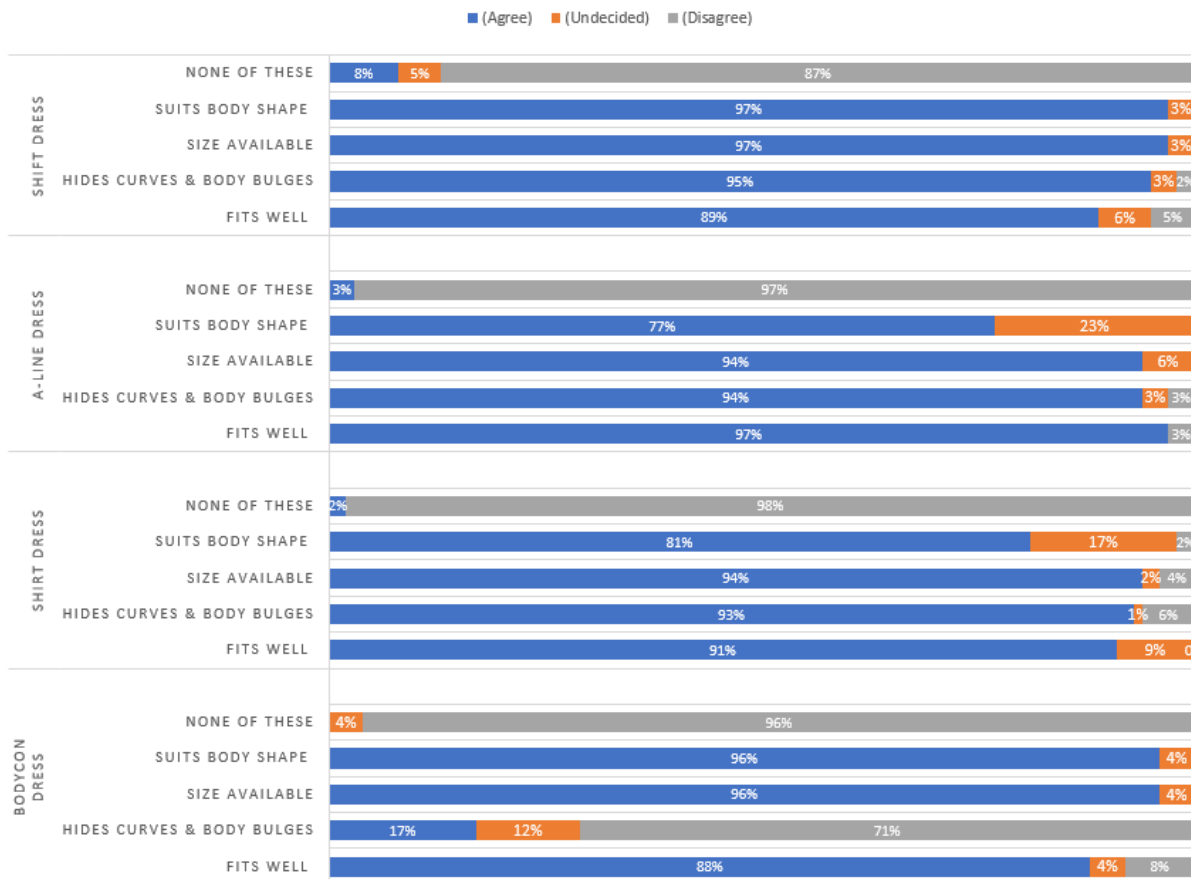 (Agree) (Undecided) (Disagree)
SHIFT DRESS
NONE OF THESE 8% 5% 87%
SUITS BODY SHAPE 97% 3%
SIZE AVAILABLE 97% 3%
HIDES CURVES & BODY BULGES 95% 3% 2%
FITS WELL 89% 6% 5%
A-LINE DRESS
NONE OF THESE 3% 97%
SUITS BODY SHAPE 77% 23%
SIZE AVAILABLE 94% 6%
HIDES CURVES & BODY BULGES 94% 3% 3%
FITS WELL 97% 3%
SHIRT DRESS
NONE OF THESE 2% 98%
SUITS BODY SHAPE 81% 17% 2%
SIZE AVAILABLE 94% 2% 4%
HIDES CURVES & BODY BULGES 93% 1% 6%
FITS WELL 91% 9% 0
BODYCON
DRESS
NONE OF THESE 4% 96%
SUITS BODY SHAPE 96% 4%
SIZE AVAILABLE 96% 4%
HIDES CURVES & BODY BULGES 17% 12% 71%
FITS WELL 88% 4% 8%